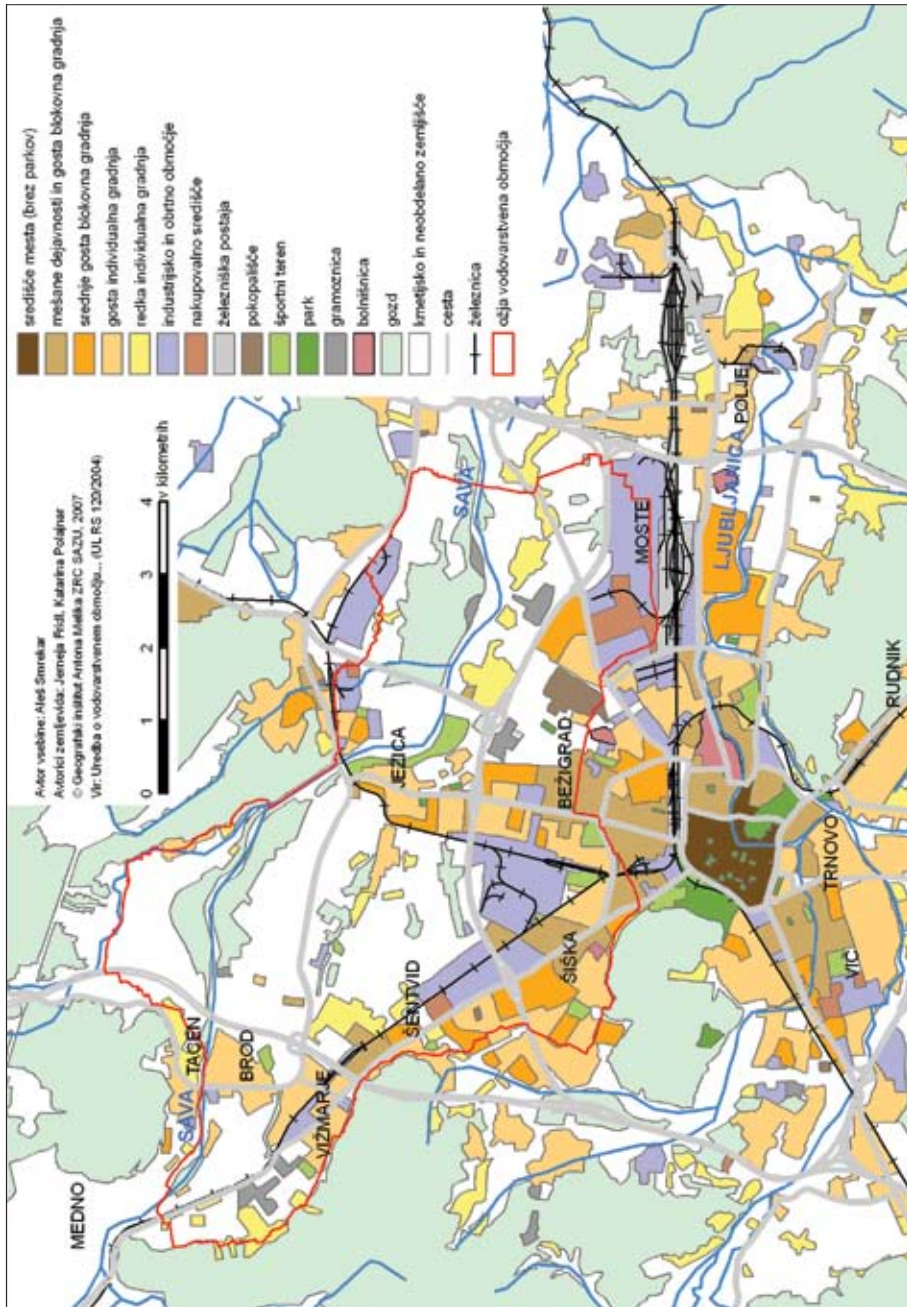 Avtor vsebine: Aleš Smrekar
Avtorici zemljevida: Jerneja Fridl, Katarina Polajnar
© Geografski inštitut Antona Melika ZRC SAZU, 2007
Vir: Uredba o vodovarstvenem območju... (UL RS 120/2004)
0 1 2 3 4
v kilometrih
središče mesta (brez parkov)
mešane dejavnosti in gosta blokovna gradnja
srednje gosta blokovna gradnja
gosta individualna gradnja
redka individualna gradnja
industrijsko in obrtno območje
nakupovalno središče
železniška postaja
pokopališče
športni teren
park
gramoznica
bolnišnica
gozd
kmetijsko in neobdelano zemljišče
cesta
železnica
ožja vodovarstvena območja
MEDNO
SAVA
TACEN
BROD
VIŽMARJE
ŠENTVID
JEŽICA
SAVA
ŠIŠKA
BEŽIGRAD
MOSTE
LJUBLJANICA
POLJE
VIČ
TRNOVO
RUDNIK